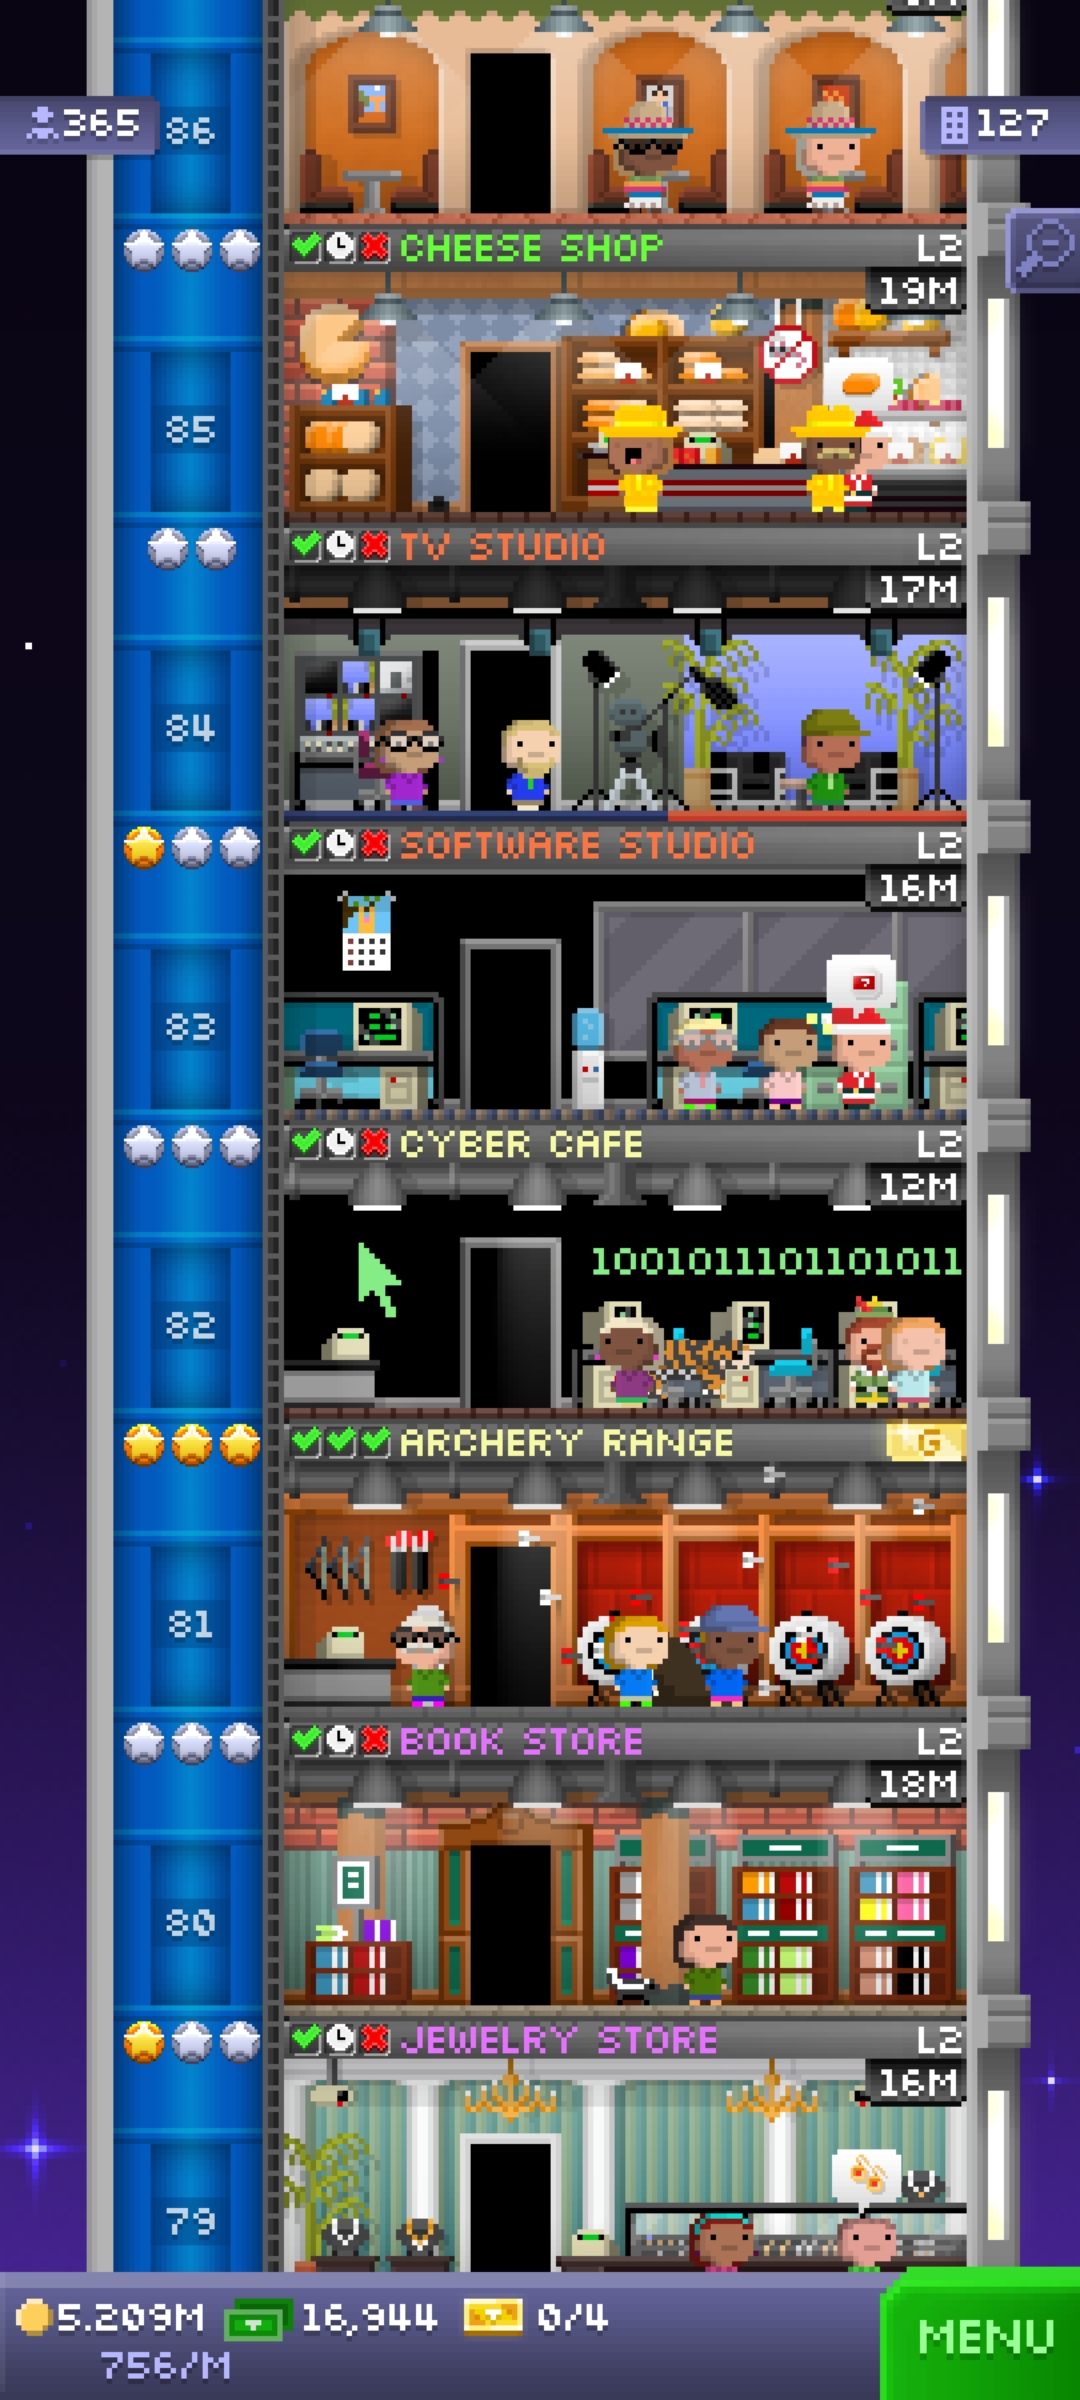 365
86
127
CHEESE SHOP L2
19M
85
TV STUDIO L2
17M
84
SOFTWARE STUDIO L2
16M
83
CYBER CAFE L2
12M
1001011101101011
82
ARCHERY RANGE G
81
BOOK STORE L2
18M
8
80
JEWELRY STORE L2
16M
79
5.209M 16,944 0/4
756/M
MENU